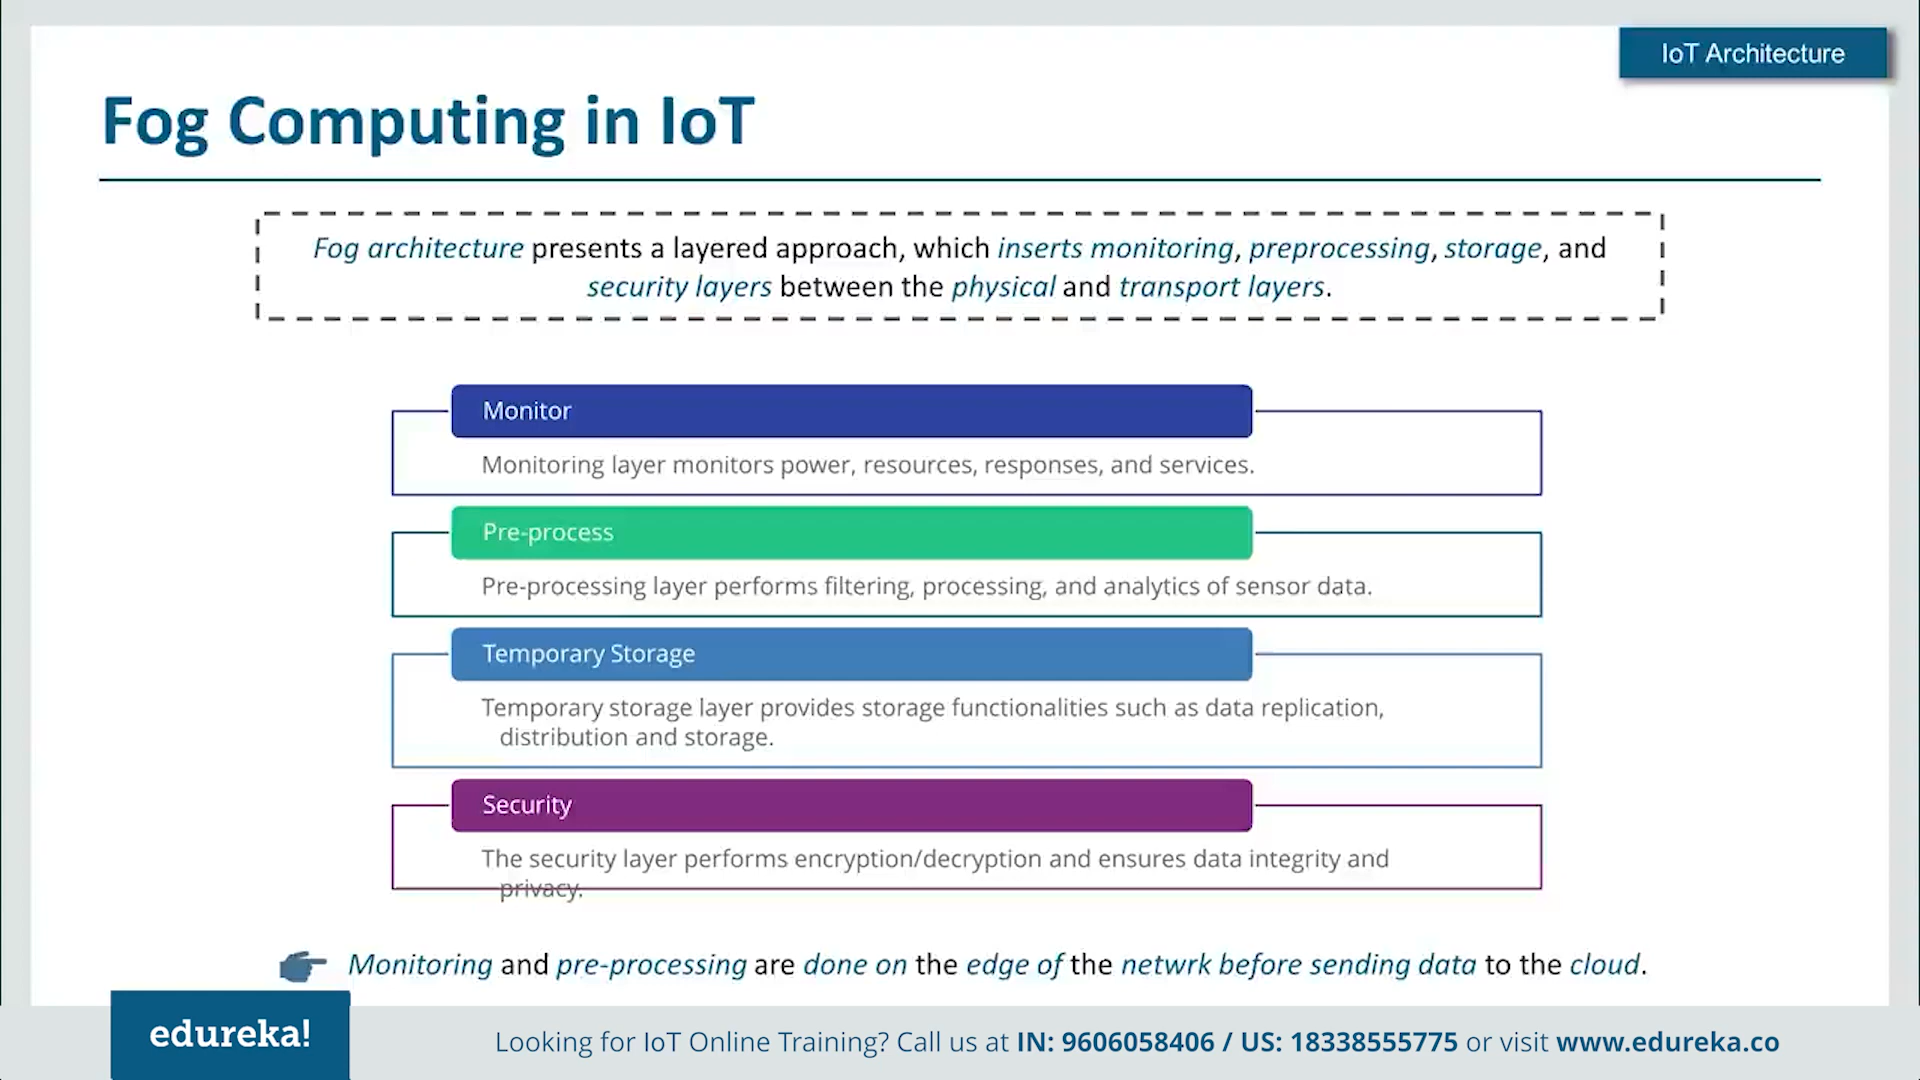 IoT Architecture
Fog Computing in IoT
Fog architecture presents a layered approach, which inserts monitoring, preprocessing, storage, and
security layers between the physical and transport layers.
Monitor
Monitoring layer monitors power, resources, responses, and services.
Pre-process
Pre-processing layer performs filtering, processing, and analytics of sensor data.
Temporary Storage
Temporary storage layer provides storage functionalities such as data replication,
distribution and storage.
Security
The security layer performs encryption/decryption and ensures data integrity and
privacy.
Monitoring and pre-processing are done on the edge of the netwrk before sending data to the cloud.
edureka!
Looking for IoT Online Training? Call us at IN: 9606058406 / US: 18338555775 or visit www.edureka.co